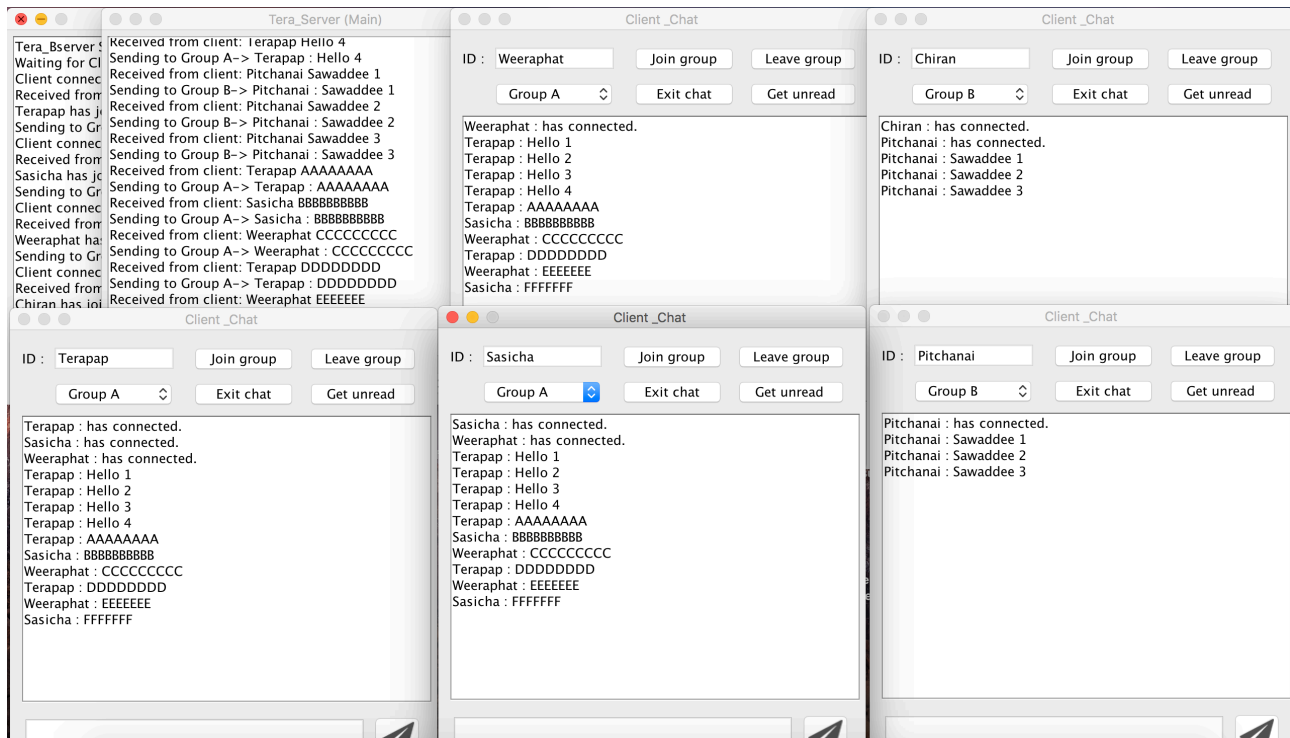 Tera_Bserver
Waiting for Cl
Client connec
Received from
Terapap has j
Sending to Gr
Client connec
Received from
Sasicha has jo
Sending to Gr
Client connec
Received from
Weeraphat ha
Sending to Gr
Client connec
Received from
Chiran has joi
Tera_Server (Main)
Received from client: Terapap Hello 4
Sending to Group A-> Terapap : Hello 4
Received from client: Pitchanai Sawaddee 1
Sending to Group B-> Pitchanai : Sawaddee 1
Received from client: Pitchanai Sawaddee 2
Sending to Group B-> Pitchanai : Sawaddee 2
Received from client: Pitchanai Sawaddee 3
Sending to Group B-> Pitchanai : Sawaddee 3
Received from client: Terapap AAAAAAAA
Sending to Group A-> Terapap : AAAAAAAA
Received from client: Sasicha BBBBBBBBBB
Sending to Group A-> Sasicha : BBBBBBBBBB
Received from client: Weeraphat CCCCCCCCC
Sending to Group A-> Weeraphat : CCCCCCCCC
Received from client: Terapap DDDDDDDD
Sending to Group A-> Terapap : DDDDDDDD
Received from client: Weeraphat EEEEEEE
Client _Chat
ID : Weeraphat Join group Leave group
Group A Exit chat Get unread
Weeraphat : has connected.
Terapap : Hello 1
Terapap : Hello 2
Terapap : Hello 3
Terapap : Hello 4
Terapap : AAAAAAAA
Sasicha : BBBBBBBBBB
Weeraphat : CCCCCCCCC
Terapap : DDDDDDDD
Weeraphat : EEEEEEE
Sasicha : FFFFFFF
Client _Chat
ID : Chiran Join group Leave group
Group B Exit chat Get unread
Chiran : has connected.
Pitchanai : has connected.
Pitchanai : Sawaddee 1
Pitchanai : Sawaddee 2
Pitchanai : Sawaddee 3
Client _Chat
ID : Terapap Join group Leave group
Group A Exit chat Get unread
Terapap : has connected.
Sasicha : has connected.
Weeraphat : has connected.
Terapap : Hello 1
Terapap : Hello 2
Terapap : Hello 3
Terapap : Hello 4
Terapap : AAAAAAAA
Sasicha : BBBBBBBBBB
Weeraphat : CCCCCCCCC
Terapap : DDDDDDDD
Weeraphat : EEEEEEE
Sasicha : FFFFFFF
Client _Chat
ID : Sasicha Join group Leave group
Group A Exit chat Get unread
Sasicha : has connected.
Weeraphat : has connected.
Terapap : Hello 1
Terapap : Hello 2
Terapap : Hello 3
Terapap : Hello 4
Terapap : AAAAAAAA
Sasicha : BBBBBBBBBB
Weeraphat : CCCCCCCCC
Terapap : DDDDDDDD
Weeraphat : EEEEEEE
Sasicha : FFFFFFF
Client _Chat
ID : Pitchanai Join group Leave group
Group B Exit chat Get unread
Pitchanai : has connected.
Pitchanai : Sawaddee 1
Pitchanai : Sawaddee 2
Pitchanai : Sawaddee 3